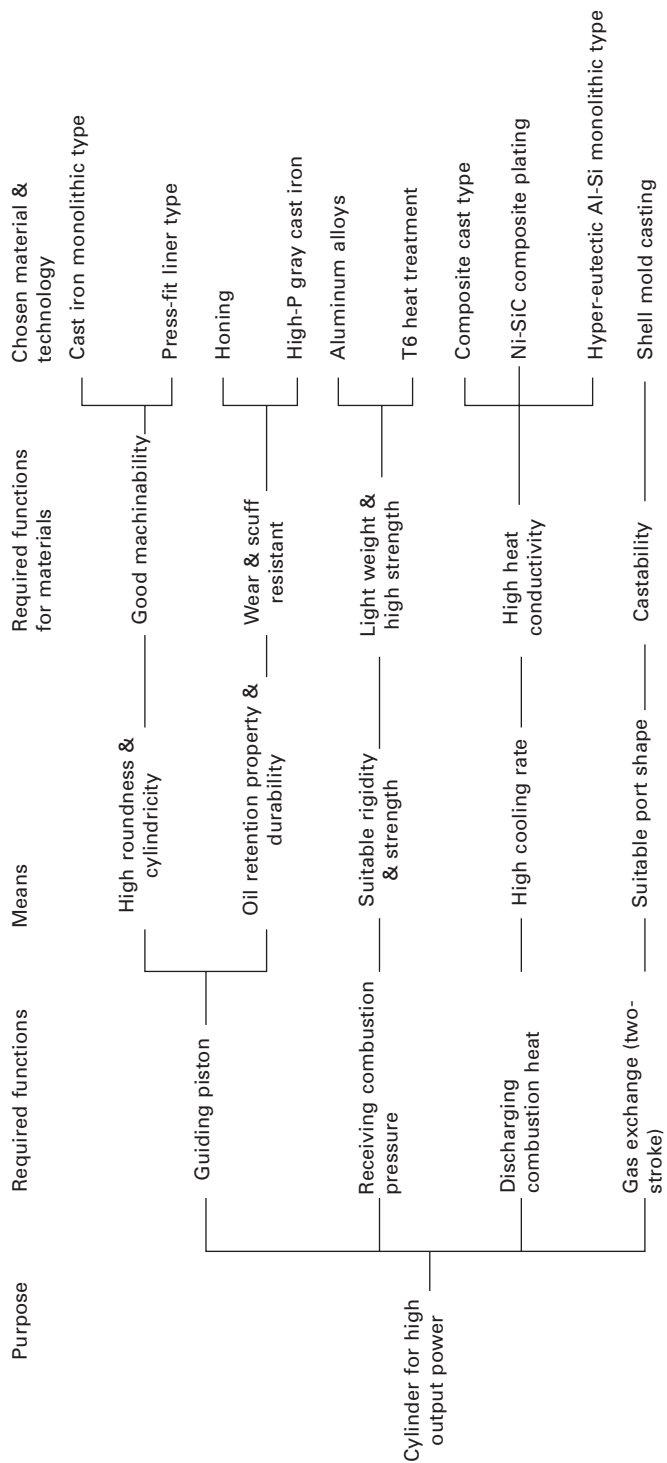 Purpose
Required functions
Means
Required functions
for materials
Chosen material &
technology
Cylinder for high
output power
Guiding piston
High roundness &
cylindricity
Good machinability
Cast iron monolithic type
Press-fit liner type
Oil retention property &
durability
Wear & scuff
resistant
Honing
High-P gray cast iron
Receiving combustion
pressure
Suitable rigidity
& strength
Light weight &
high strength
Aluminum alloys
T6 heat treatment
Discharging
combustion heat
High cooling rate
High heat
conductivity
Composite cast type
Ni-SiC composite plating
Hyper-eutectic Al-Si monolithic type
Gas exchange (two-
stroke)
Suitable port shape
Castability
Shell mold casting